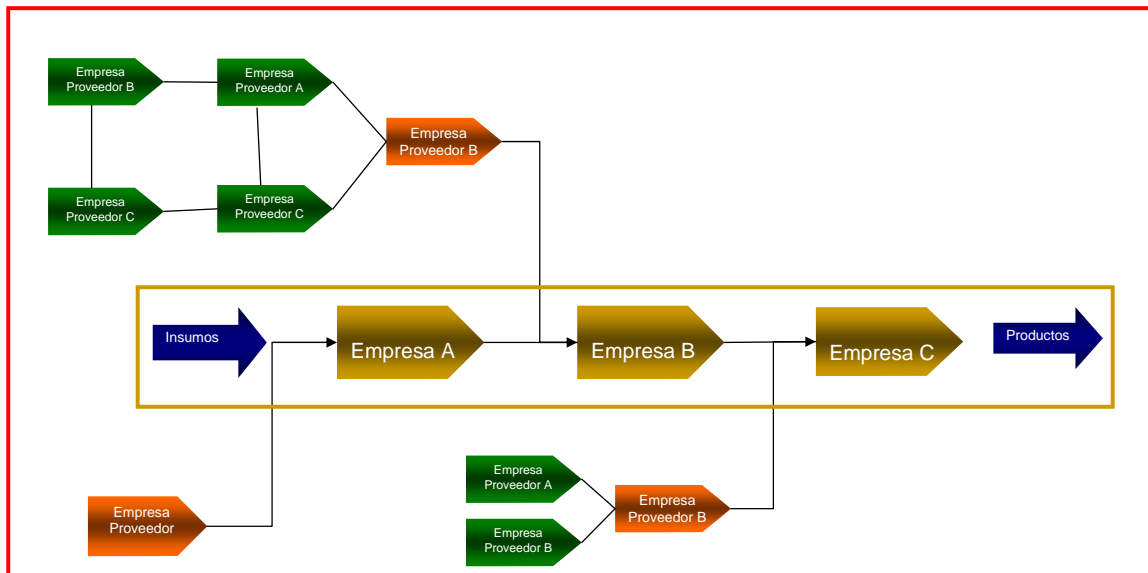 Empresa
Proveedor B
Empresa
Proveedor A
Empresa
Proveedor B
Empresa
Proveedor C
Empresa
Proveedor C
Insumos
Empresa A
Empresa B
Empresa C
Productos
Empresa
Proveedor A
Empresa
Proveedor
Empresa
Proveedor B
Empresa
Proveedor B